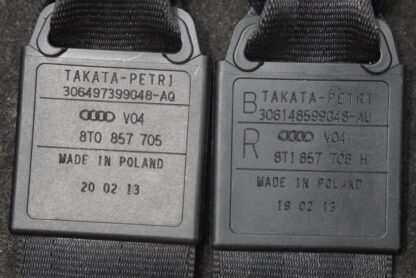 TAKATA-PETRI
306497399048-AQ
V04
8T0 857 705
MADE IN POLAND
20 02 13
B TAKATA-PETRI
306148599048-AU
R V04
8T1 857 706 H
MADE IN POLAND
19 02 13